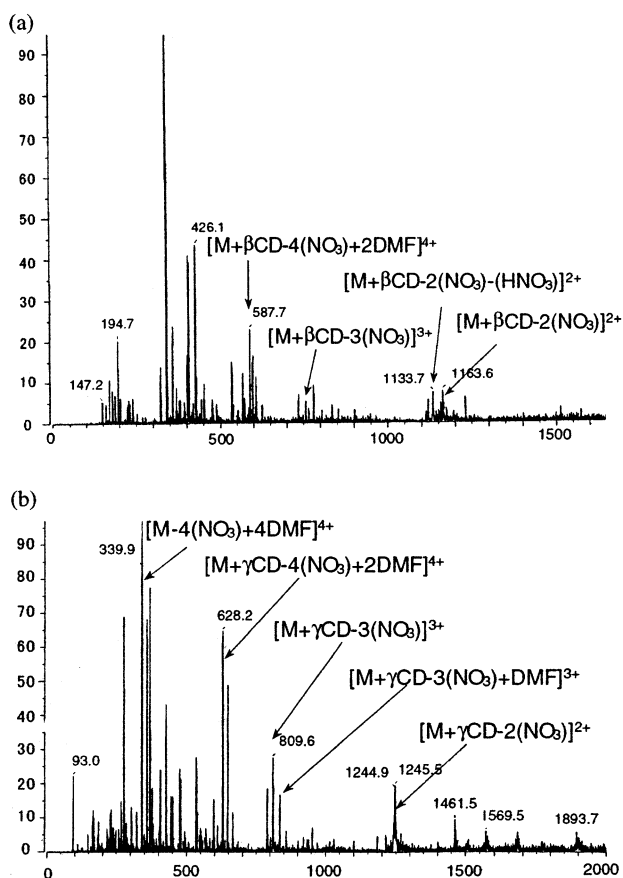 (a)
90
80
70
60
50
40
30
20
10
0
426.1
[M+βCD-4(NO₃)+2DMF]⁴⁺
[M+βCD-2(NO₃)-(HNO₃)]²⁺
194.7
587.7
[M+βCD-3(NO₃)]³⁺
[M+βCD-2(NO₃)]²⁺
147.2
1133.7
1163.6
0 500 1000 1500
(b)
90
80
70
60
50
40
30
20
10
0
[M-4(NO₃)+4DMF]⁴⁺
339.9
[M+γCD-4(NO₃)+2DMF]⁴⁺
628.2
[M+γCD-3(NO₃)]³⁺
[M+γCD-3(NO₃)+DMF]³⁺
[M+γCD-2(NO₃)]²⁺
93.0
809.6
1244.9
1245.5
1461.5
1569.5
1893.7
0 500 1000 1500 2000